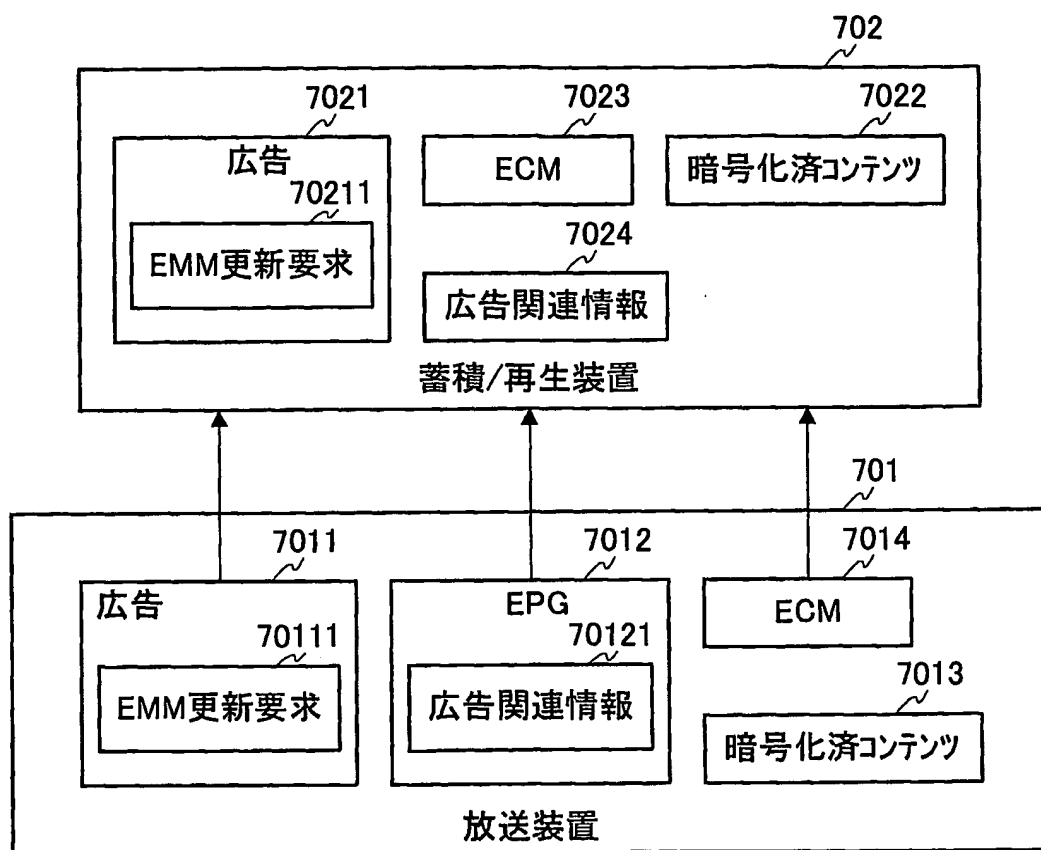 702
7021
7023
7022
広告
ECM
暗号化済コンテンツ
70211
EMM更新要求
7024
広告関連情報
蓄積/再生装置
701
7011
7012
7014
広告
EPG
ECM
70111
70121
EMM更新要求
広告関連情報
7013
暗号化済コンテンツ
放送装置